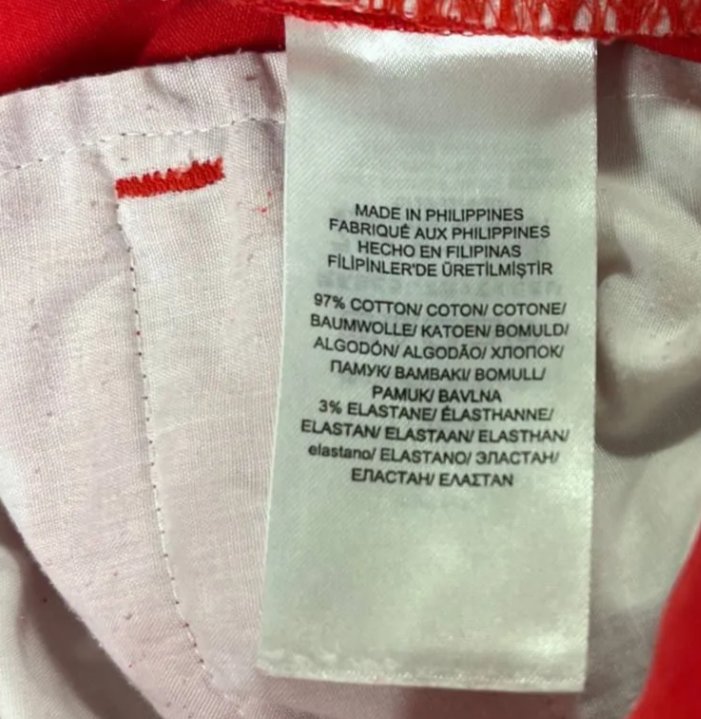 MADE IN PHILIPPINES
FABRIQUÉ AUX PHILIPPINES
HECHO EN FILIPINAS
FİLİPİNLER'DE ÜRETİLMİŞTİR
97% COTTON/ COTON/ COTONE/
BAUMWOLLE/ KATOEN/ BOMULD/
ALGODÓN/ ALGODÃO/ ХЛОПОК/
ПАМУК/ ΒΑΜΒΑΚΙ/ BOMULL/
PAMUK/ BAVLNA
3% ELASTANE/ ÉLASTHANNE/
ELASTAN/ ELASTAAN/ ELASTHAN/
elastano/ ELASTANO/ ЭЛАСТАН/
ЕЛАСТАН/ ΕΛΑΣΤΑΝ